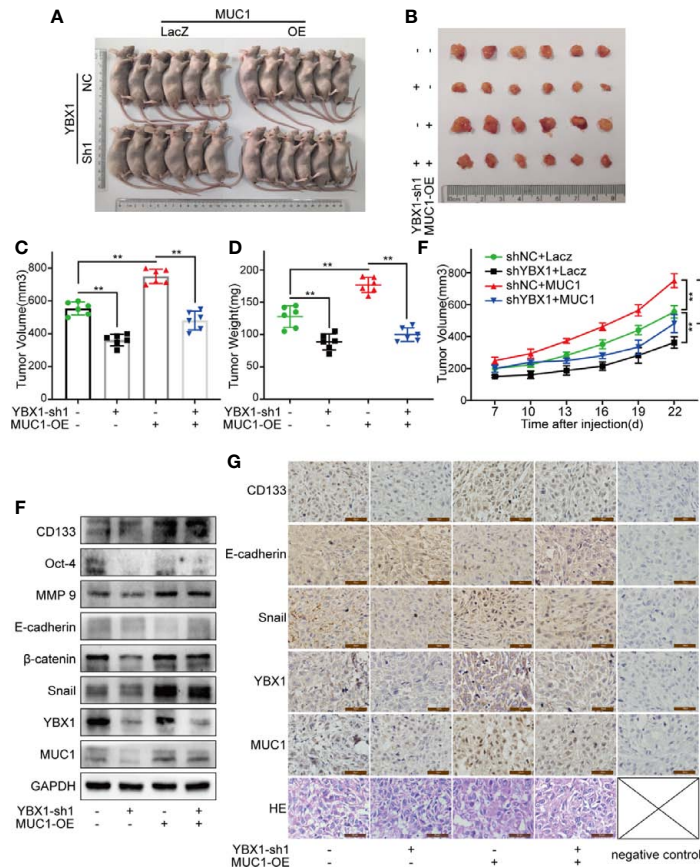 A
MUC1
LacZ
OE
YBX1
NC
Sh1
B
- -
+ -
- +
+ +
YBX1-sh1
MUC1-OE
C
Tumor Volume(mm3)
800
600
400
200
0
**
**
**
YBX1-sh1 - + - +
MUC1-OE - - + +
D
Tumor Weight(mg)
200
150
100
50
0
**
**
**
YBX1-sh1 - + - +
MUC1-OE - - + +
F
shNC+Lacz
shYBX1+Lacz
shNC+MUC1
shYBX1+MUC1
Tumor Volume(mm3)
800
600
400
200
0
7 10 13 16 19 22
Time after injection(d)
**
**
F
CD133
Oct-4
MMP 9
E-cadherin
β-catenin
Snail
YBX1
MUC1
GAPDH
YBX1-sh1 - + - +
MUC1-OE - - + +
G
CD133
E-cadherin
Snail
YBX1
MUC1
HE
YBX1-sh1 - + - +
MUC1-OE - - + +
negative control